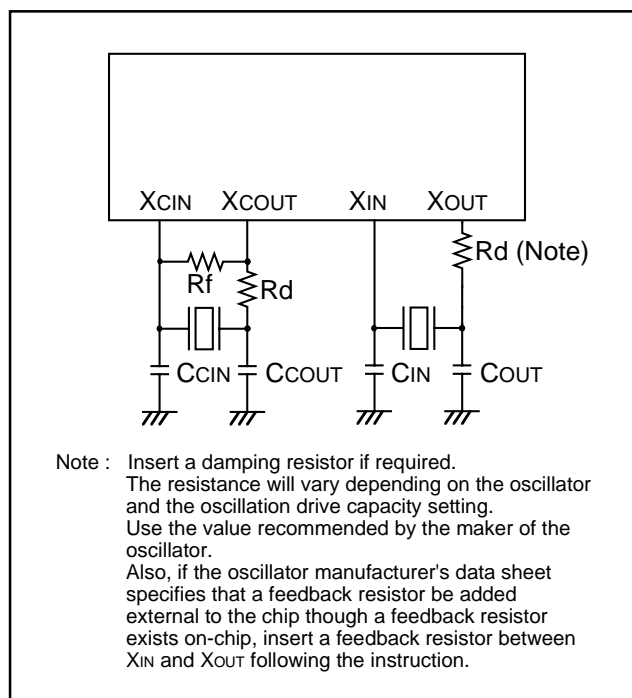 XCIN XCOUT XIN XOUT
Rd (Note)
Rf Rd
CCIN CCOUT CIN COUT
Note : Insert a damping resistor if required.
The resistance will vary depending on the oscillator
and the oscillation drive capacity setting.
Use the value recommended by the maker of the
oscillator.
Also, if the oscillator manufacturer's data sheet
specifies that a feedback resistor be added
external to the chip though a feedback resistor
exists on-chip, insert a feedback resistor between
XIN and XOUT following the instruction.